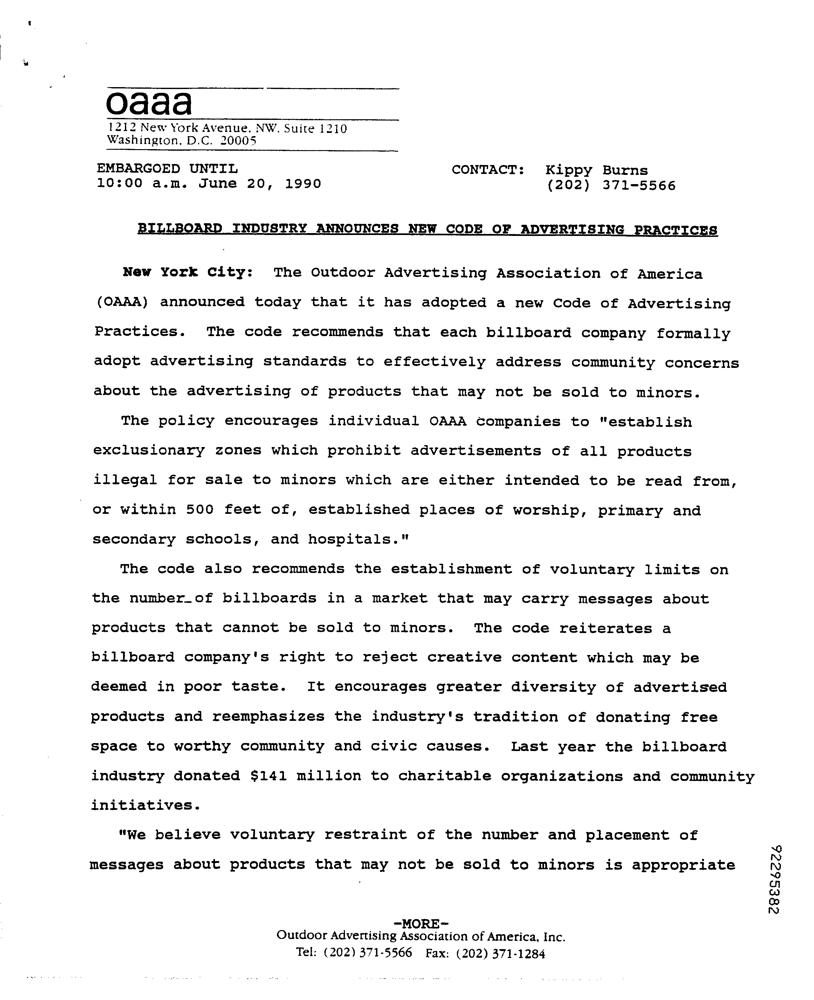 oaaa
1212 New York Avenue, NW, Suite 1210
Washington, D.C. 20005
EMBARGOED UNTIL
10:00 a.m. June 20, 1990
CONTACT: Kippy Burns
(202) 371-5566
BILLBOARD INDUSTRY ANNOUNCES NEW CODE OF ADVERTISING PRACTICES
New York City: The Outdoor Advertising Association of America
(OAAA) announced today that it has adopted a new Code of Advertising
Practices. The code recommends that each billboard company formally
adopt advertising standards to effectively address community concerns
about the advertising of products that may not be sold to minors.
The policy encourages individual OAAA companies to "establish
exclusionary zones which prohibit advertisements of all products
illegal for sale to minors which are either intended to be read from,
or within 500 feet of, established places of worship, primary and
secondary schools, and hospitals."
The code also recommends the establishment of voluntary limits on
the number of billboards in a market that may carry messages about
products that cannot be sold to minors. The code reiterates a
billboard company's right to reject creative content which may be
deemed in poor taste. It encourages greater diversity of advertised
products and reemphasizes the industry's tradition of donating free
space to worthy community and civic causes. Last year the billboard
industry donated $141 million to charitable organizations and community
initiatives.
"We believe voluntary restraint of the number and placement of
messages about products that may not be sold to minors is appropriate
92295382
-MORE-
Outdoor Advertising Association of America, Inc.
Tel: (202) 371-5566 Fax: (202) 371-1284